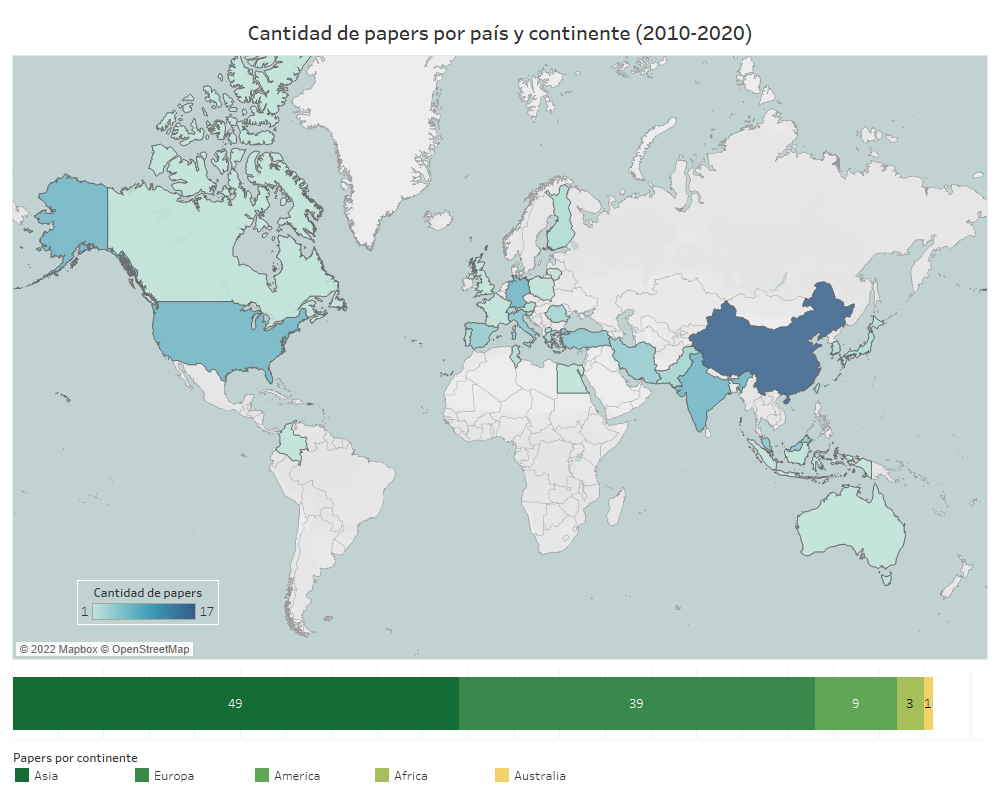 Cantidad de papers por país y continente (2010-2020)
Cantidad de papers
1 17
© 2022 Mapbox © OpenStreetMap
49 39 9 3 1
Papers por continente
Asia Europa America Africa Australia